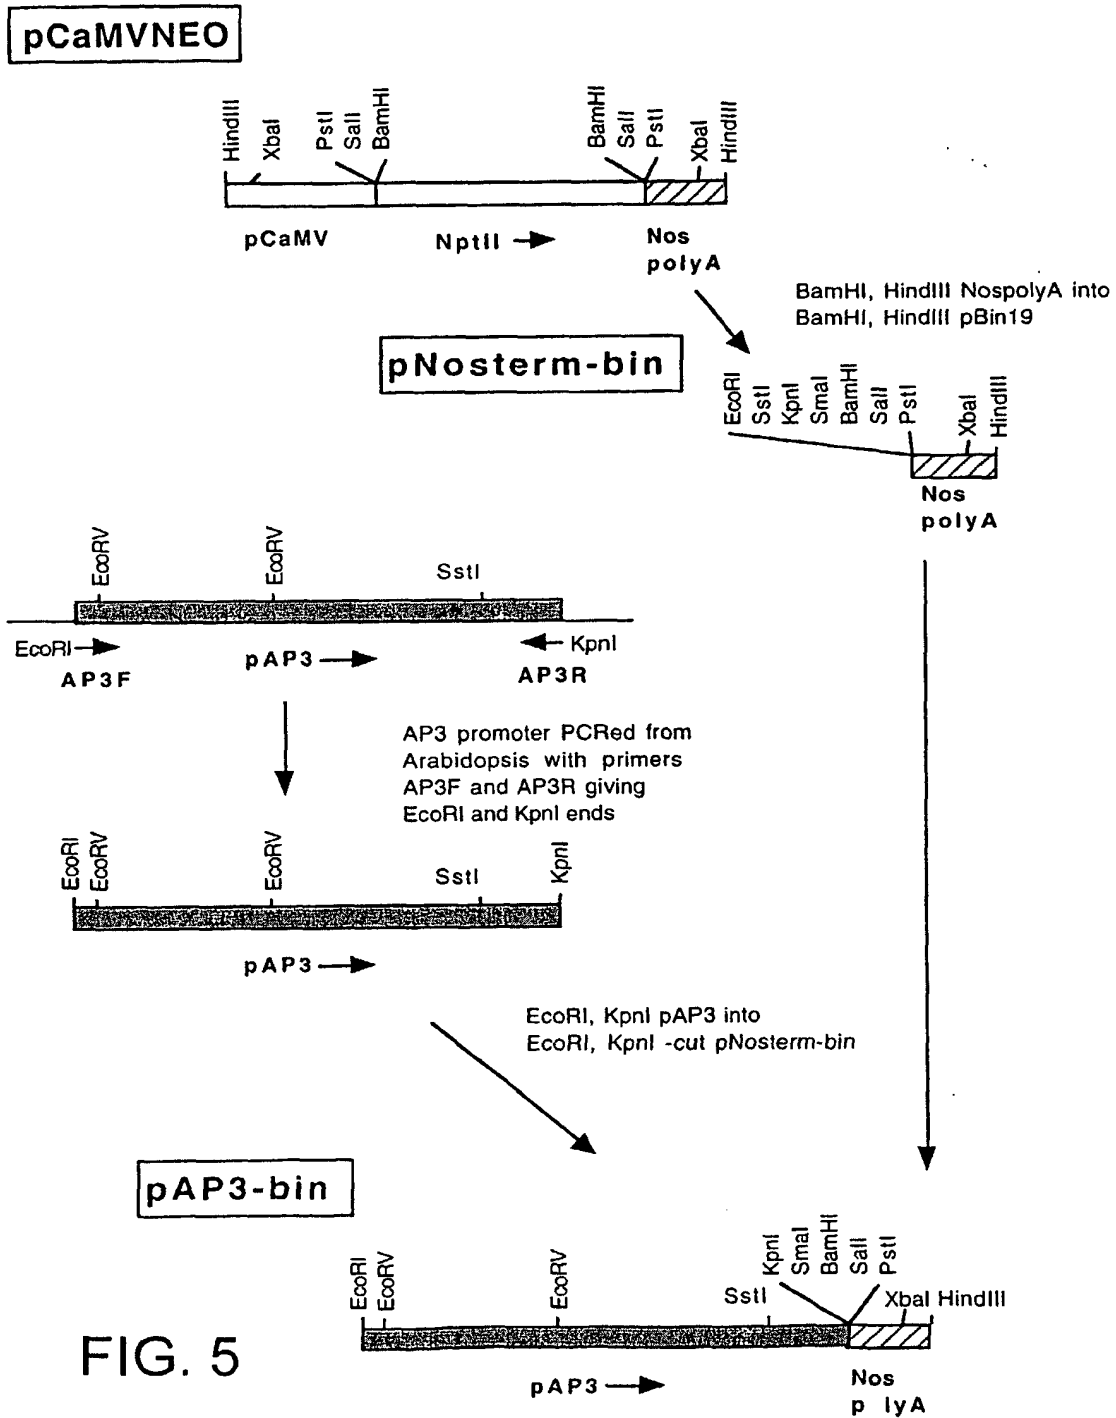 pCaMVNEO
HindIII
XbaI
PstI
SalI
BamHI
BamHI
SalI
PstI
XbaI
HindIII
pCaMV
NptII
Nos
polyA
BamHI, HindIII NospolyA into
BamHI, HindIII pBin19
pNosterm-bin
EcoRI
SstI
KpnI
SmaI
BamHI
SalI
PstI
XbaI
HindIII
Nos
polyA
EcoRV
EcoRV
SstI
EcoRI
KpnI
AP3F
pAP3
AP3R
AP3 promoter PCRed from
Arabidopsis with primers
AP3F and AP3R giving
EcoRI and KpnI ends
EcoRI
EcoRV
EcoRV
SstI
KpnI
pAP3
EcoRI, KpnI pAP3 into
EcoRI, KpnI -cut pNosterm-bin
pAP3-bin
EcoRI
EcoRV
EcoRV
SstI
KpnI
SmaI
BamHI
SalI
PstI
XbaI HindIII
pAP3
Nos
p lyA
FIG. 5